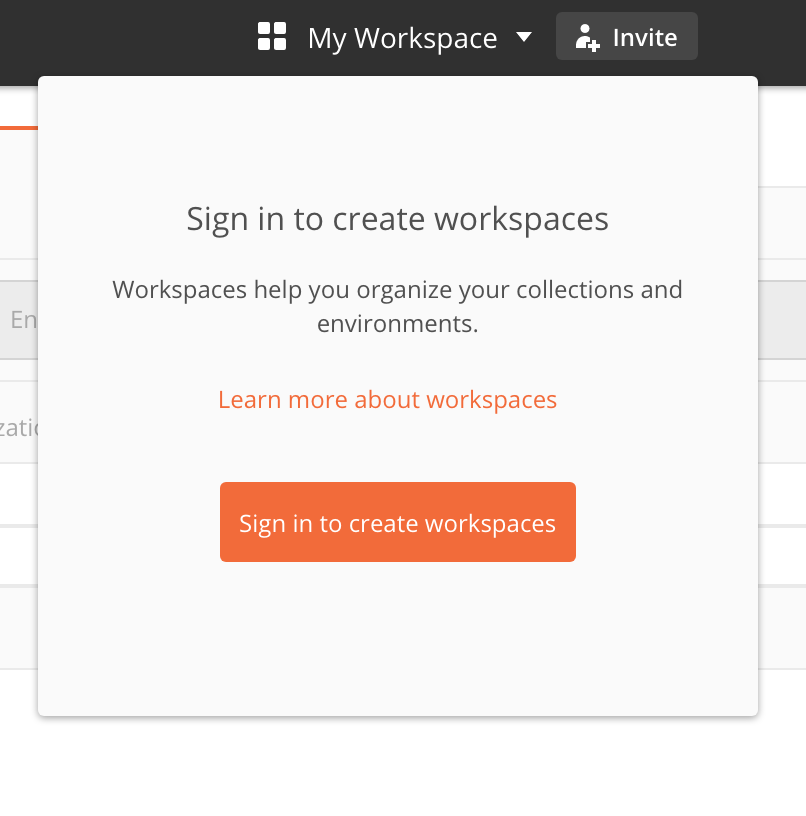 My Workspace
Invite
Sign in to create workspaces
Workspaces help you organize your collections and
environments.
En
Learn more about workspaces
Sign in to create workspaces